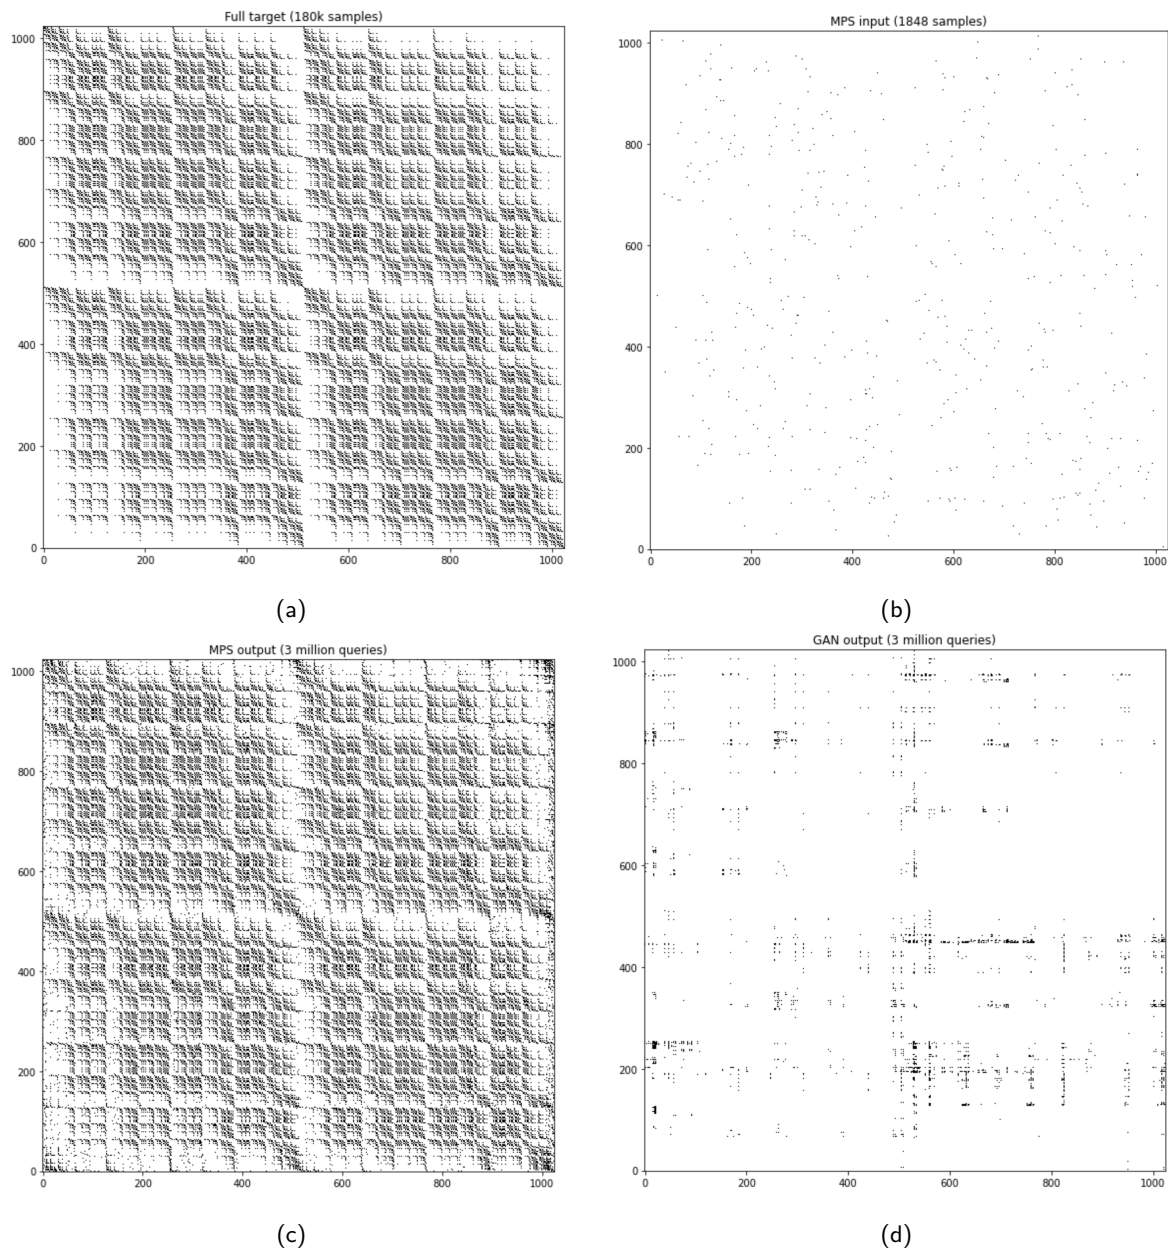 Full target (180k samples)
1000
800
600
400
200
0
0 200 400 600 800 1000
(a)
MPS input (1848 samples)
1000
800
600
400
200
0
0 200 400 600 800 1000
(b)
MPS output (3 million queries)
1000
800
600
400
200
0
0 200 400 600 800 1000
(c)
GAN output (3 million queries)
1000
800
600
400
200
0
0 200 400 600 800 1000
(d)